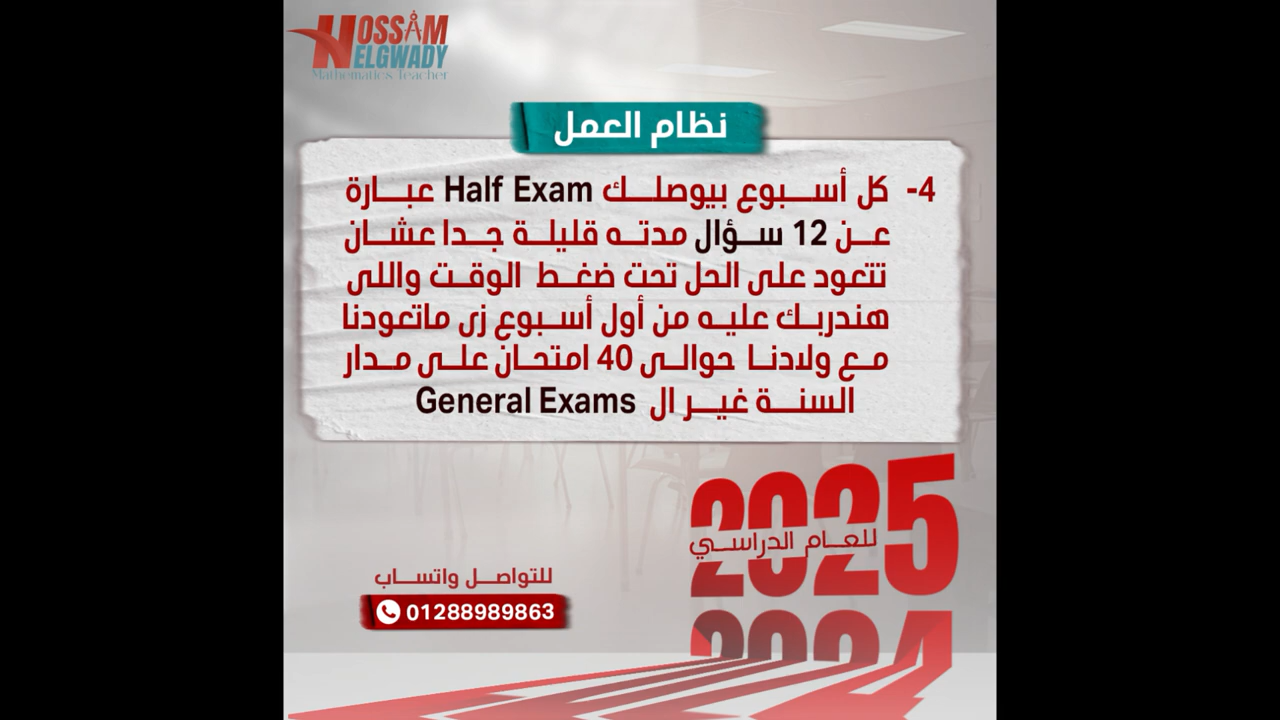 HOSSAM
ELGWADY
Mathematics Teacher
نظام العمل
4- كل أسبوع بيوصلك Half Exam عبارة
عن 12 سؤال مدته قليلة جدا عشان
تتعود على الحل تحت ضغط الوقت واللى
هندربك عليه من أول أسبوع زى ماتعودنا
مع ولادنا حوالى 40 امتحان على مدار
السنة غير ال General Exams
2025
للعام الدراسي
2024
للتواصل واتساب
01288989863